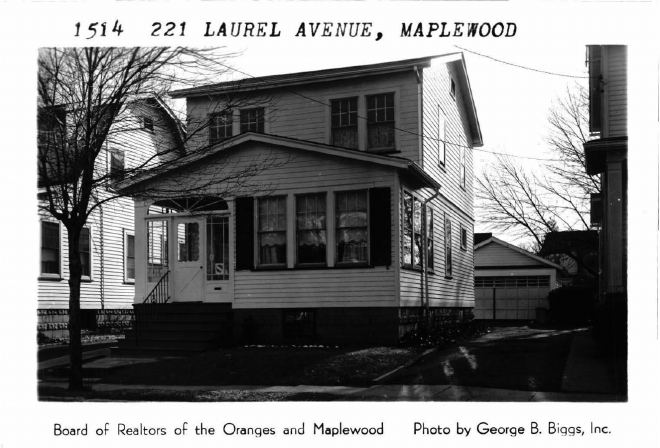 1514 221 LAUREL AVENUE, MAPLEWOOD
Board of Realtors of the Oranges and Maplewood Photo by George B. Biggs, Inc.